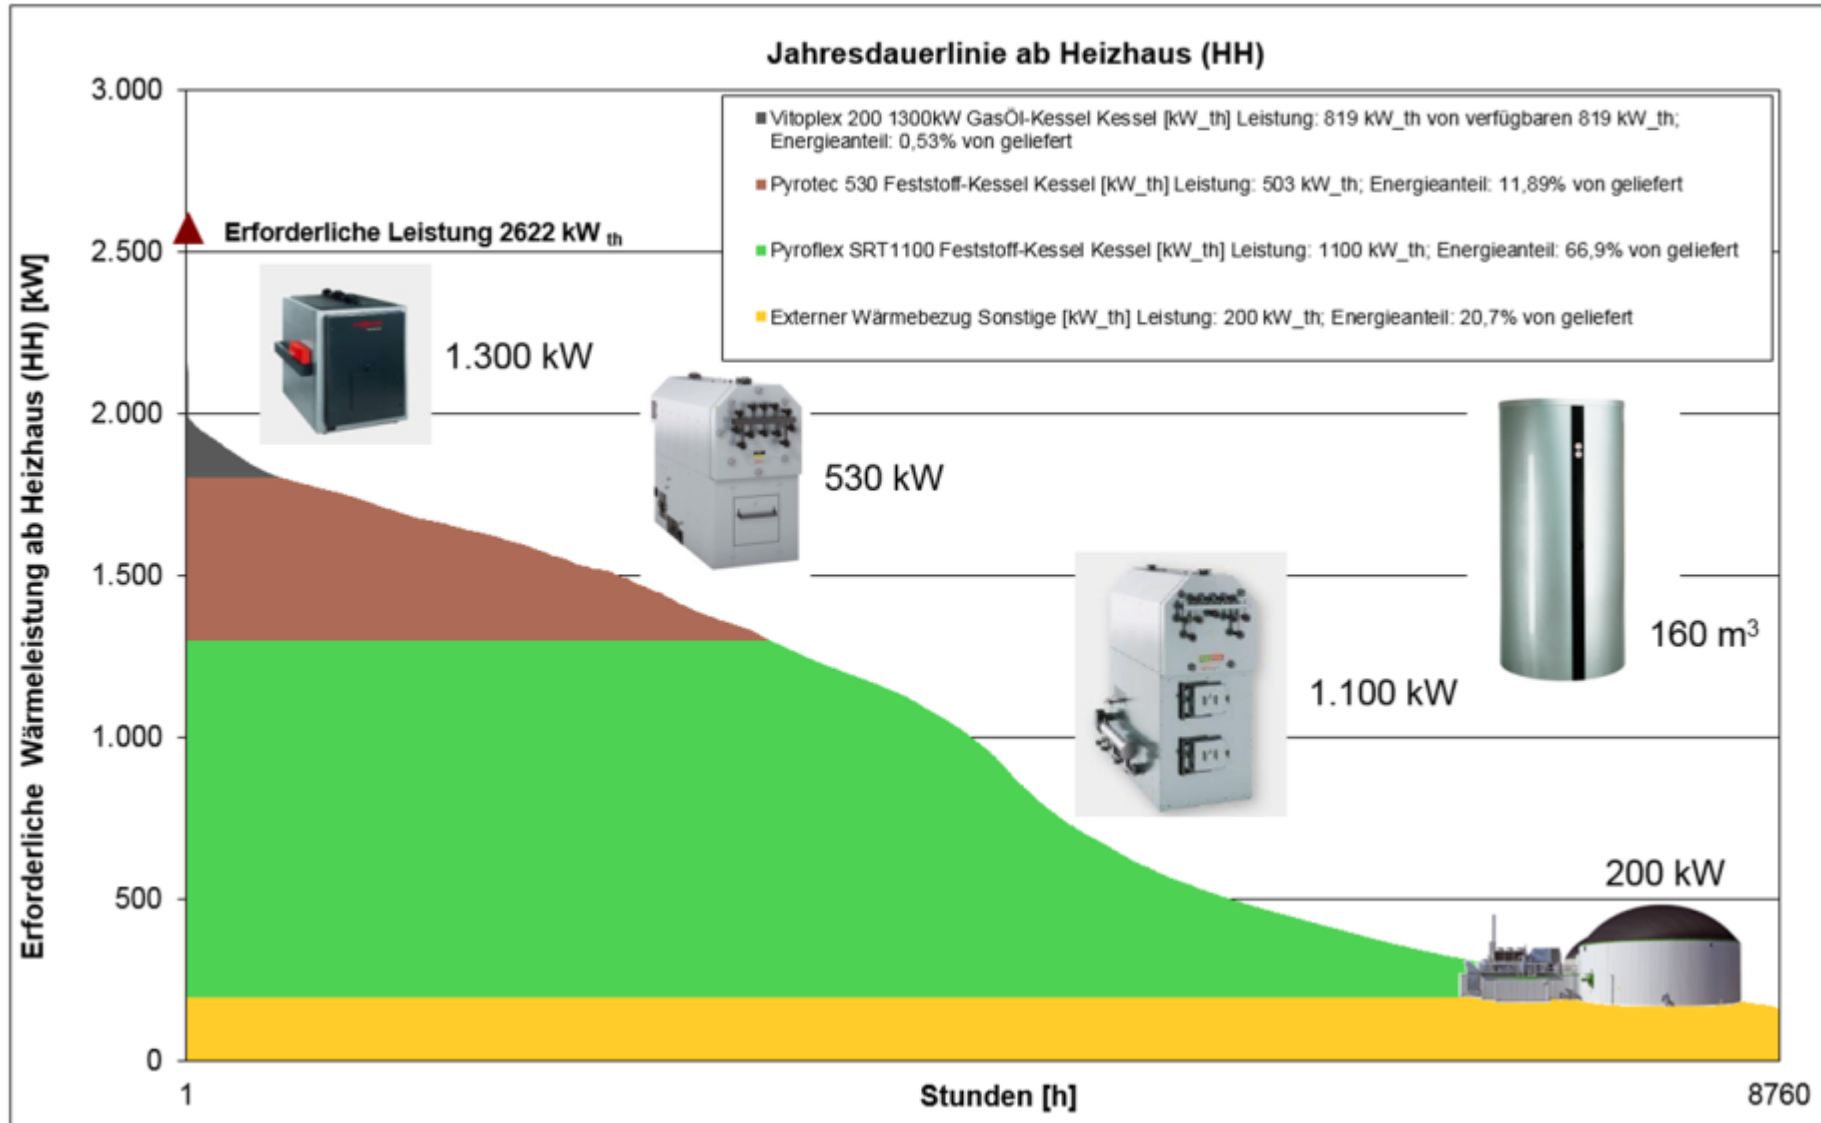 Jahresdauerlinie ab Heizhaus (HH)
3.000
Vitoplex 200 1300kW GasÖl-Kessel Kessel [kW_th] Leistung: 819 kW_th von verfügbaren 819 kW_th;
Energieanteil: 0,53% von geliefert
Pyrotec 530 Feststoff-Kessel Kessel [kW_th] Leistung: 503 kW_th; Energieanteil: 11,89% von geliefert
Erforderliche Leistung 2622 kW th
2.500
Pyroflex SRT1100 Feststoff-Kessel Kessel [kW_th] Leistung: 1100 kW_th; Energieanteil: 66,9% von geliefert
Externer Wärmebezug Sonstige [kW_th] Leistung: 200 kW_th; Energieanteil: 20,7% von geliefert
1.300 kW
2.000
530 kW
1.500
160 m³
1.100 kW
1.000
200 kW
500
0
Erforderliche Wärmeleistung ab Heizhaus (HH) [kW]
1
Stunden [h]
8760